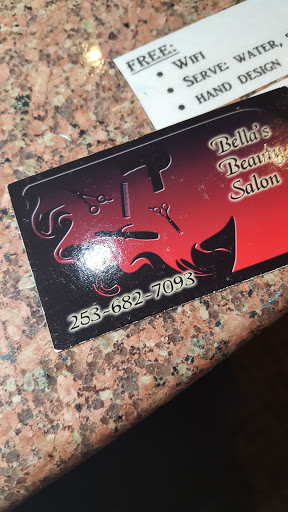 FREE:
• WIFI
• SERVE: WATER,
• HAND DESIGN
Bella's
Beauty
Salon
253-682-7093